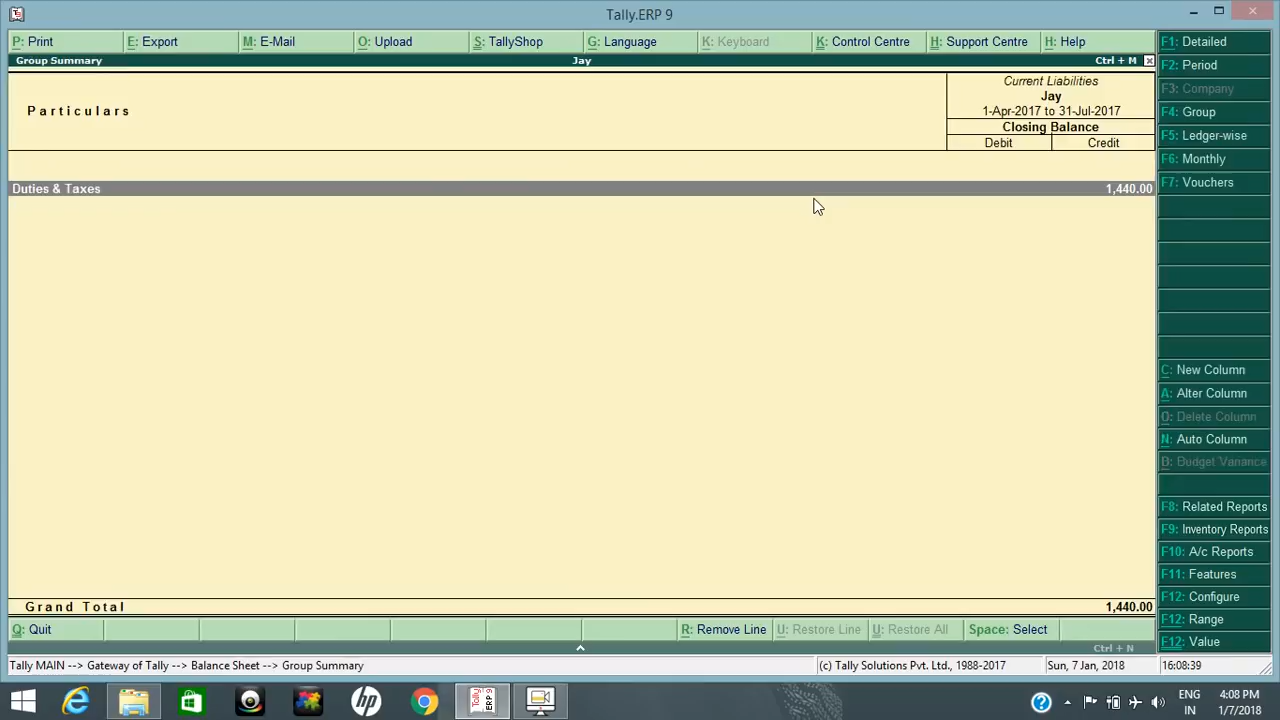 Tally.ERP 9
P: Print E: Export M: E-Mail O: Upload S: TallyShop G: Language K: Keyboard K: Control Centre H: Support Centre H: Help
Group Summary Jay Ctrl + M
Particulars
Current Liabilities
Jay
1-Apr-2017 to 31-Jul-2017
Closing Balance
Debit Credit
Duties & Taxes 1,440.00
Grand Total 1,440.00
Q: Quit R: Remove Line U: Restore Line U: Restore All Space: Select
Ctrl + N
Tally MAIN --> Gateway of Tally --> Balance Sheet --> Group Summary (c) Tally Solutions Pvt. Ltd., 1988-2017 Sun, 7 Jan, 2018 16:08:39
F1: Detailed
F2: Period
F3: Company
F4: Group
F5: Ledger-wise
F6: Monthly
F7: Vouchers
C: New Column
A: Alter Column
O: Delete Column
N: Auto Column
B: Budget Variance
F8: Related Reports
F9: Inventory Reports
F10: A/c Reports
F11: Features
F12: Configure
F12: Range
F12: Value
hp
Tally
ERP 9
ENG
IN
4:08 PM
1/7/2018